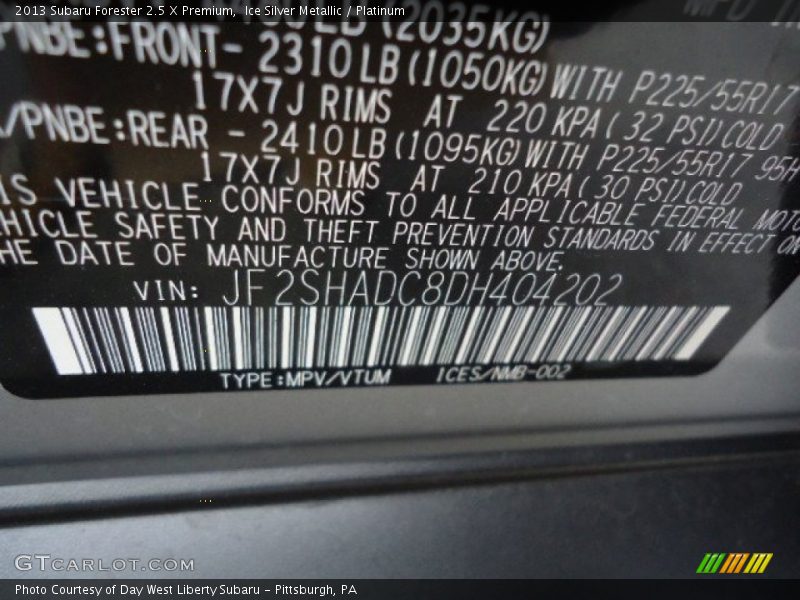 2013 Subaru Forester 2.5 X Premium, Ice Silver Metallic / Platinum
LB (2035KG)
PNBE:FRONT- 2310 LB (1050KG) WITH P225/55R17
17X7J RIMS AT 220 KPA ( 32 PSI) COLD
/PNBE:REAR - 2410 LB (1095KG) WITH P225/55R17 95H
17X7J RIMS AT 210 KPA ( 30 PSI) COLD
IS VEHICLE CONFORMS TO ALL APPLICABLE FEDERAL MOTO
HICLE SAFETY AND THEFT PREVENTION STANDARDS IN EFFECT ON
HE DATE OF MANUFACTURE SHOWN ABOVE.
VIN: JF2SHADC8DH404202
TYPE:MPV/VTUM ICES/NMB-002
GTCARLOT.COM
Photo Courtesy of Day West Liberty Subaru - Pittsburgh, PA